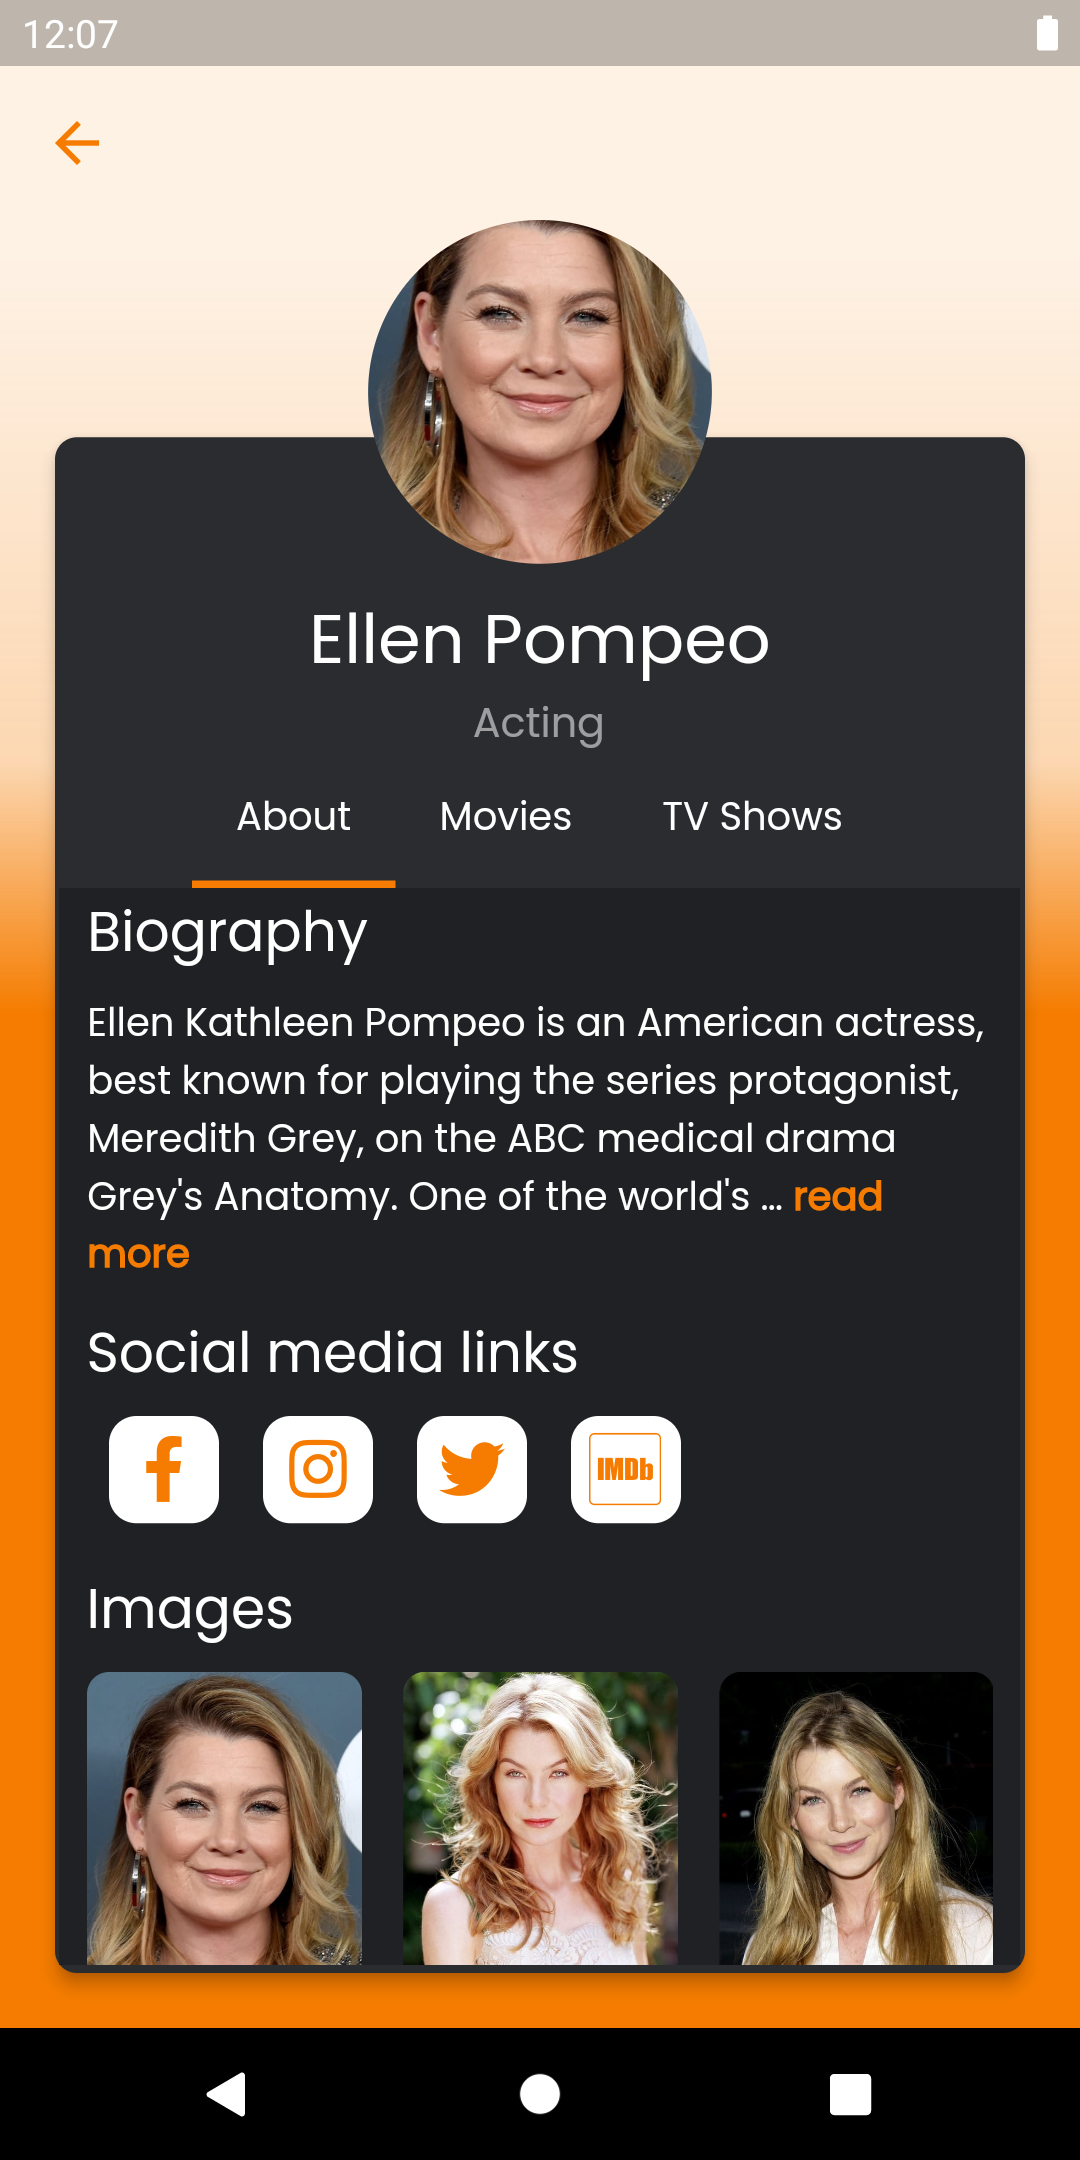 12:07
Ellen Pompeo
Acting
About Movies TV Shows
Biography
Ellen Kathleen Pompeo is an American actress,
best known for playing the series protagonist,
Meredith Grey, on the ABC medical drama
Grey's Anatomy. One of the world's ... read
more
Social media links
IMDb
Images